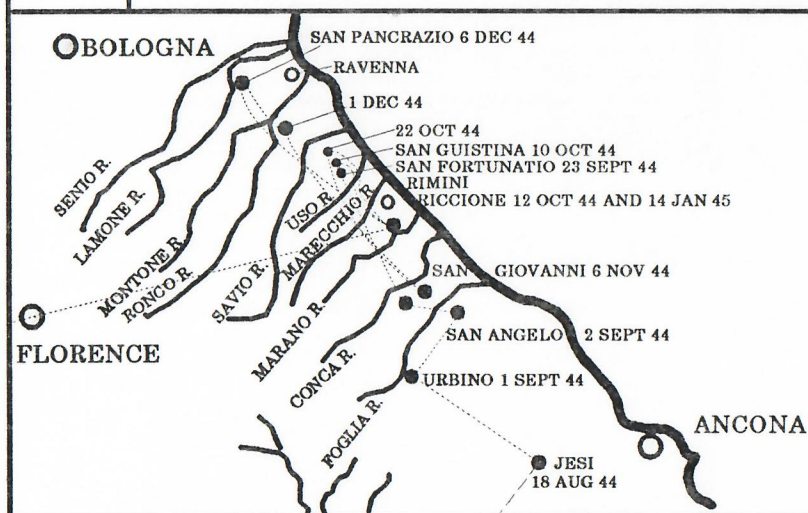 BOLOGNA
SAN PANCRAZIO 6 DEC 44
RAVENNA
1 DEC 44
22 OCT 44
SAN GUISTINA 10 OCT 44
SAN FORTUNATIO 23 SEPT 44
RIMINI
RICCIONE 12 OCT 44 AND 14 JAN 45
SENIO R.
LAMONE R.
MONTONE R.
RONCO R.
SAVIO R.
USO R.
MARECCHIO R.
MARANO R.
CONCA R.
FOGLIA R.
SAN GIOVANNI 6 NOV 44
FLORENCE
SAN ANGELO 2 SEPT 44
URBINO 1 SEPT 44
ANCONA
JESI
18 AUG 44